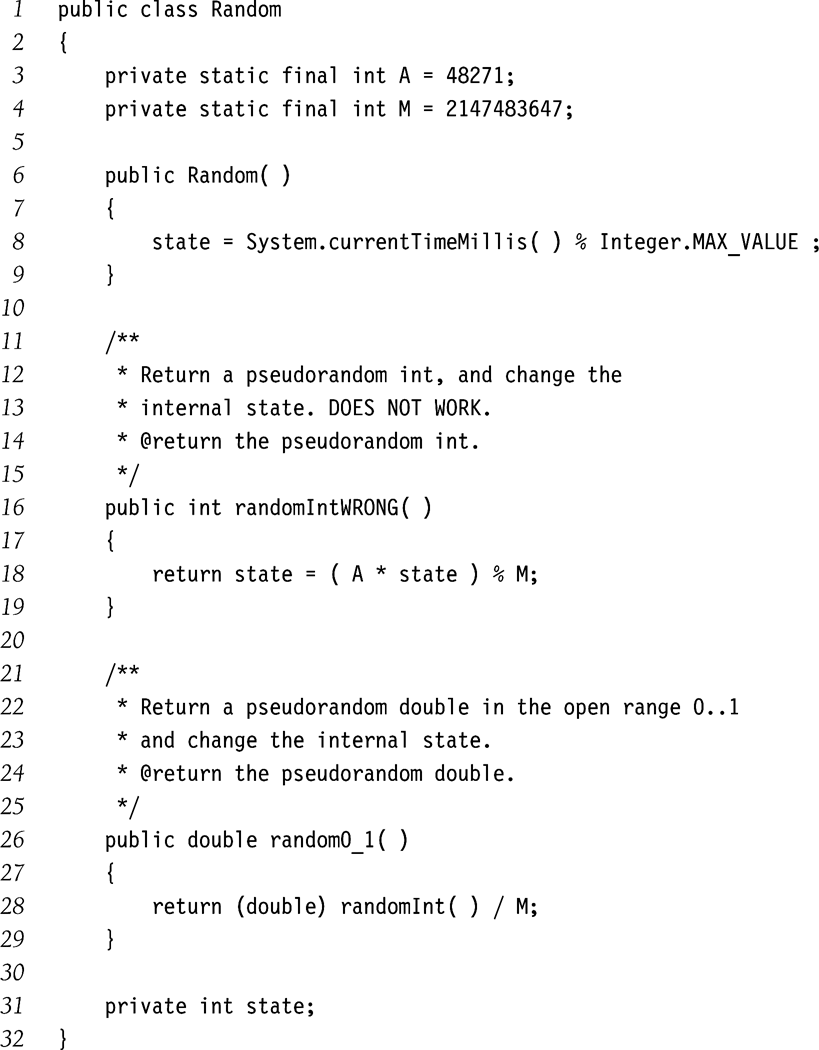 1 public class Random
2 {
3 private static final int A = 48271;
4 private static final int M = 2147483647;
5
6 public Random( )
7 {
8 state = System.currentTimeMillis( ) % Integer.MAX_VALUE ;
9 }
10
11 /**
12 * Return a pseudorandom int, and change the
13 * internal state. DOES NOT WORK.
14 * @return the pseudorandom int.
15 */
16 public int randomIntWRONG( )
17 {
18 return state = ( A * state ) % M;
19 }
20
21 /**
22 * Return a pseudorandom double in the open range 0..1
23 * and change the internal state.
24 * @return the pseudorandom double.
25 */
26 public double random0_1( )
27 {
28 return (double) randomInt( ) / M;
29 }
30
31 private int state;
32 }